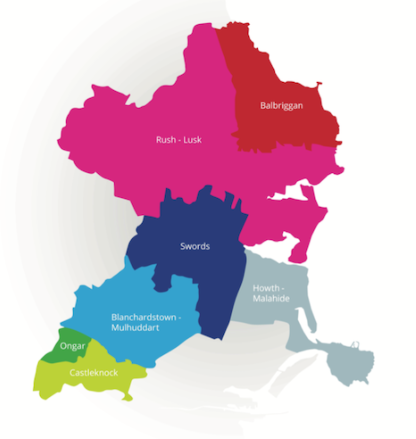 Balbriggan
Rush - Lusk
Swords
Howth -
Malahide
Blanchardstown -
Mulhuddart
Ongar
Castleknock